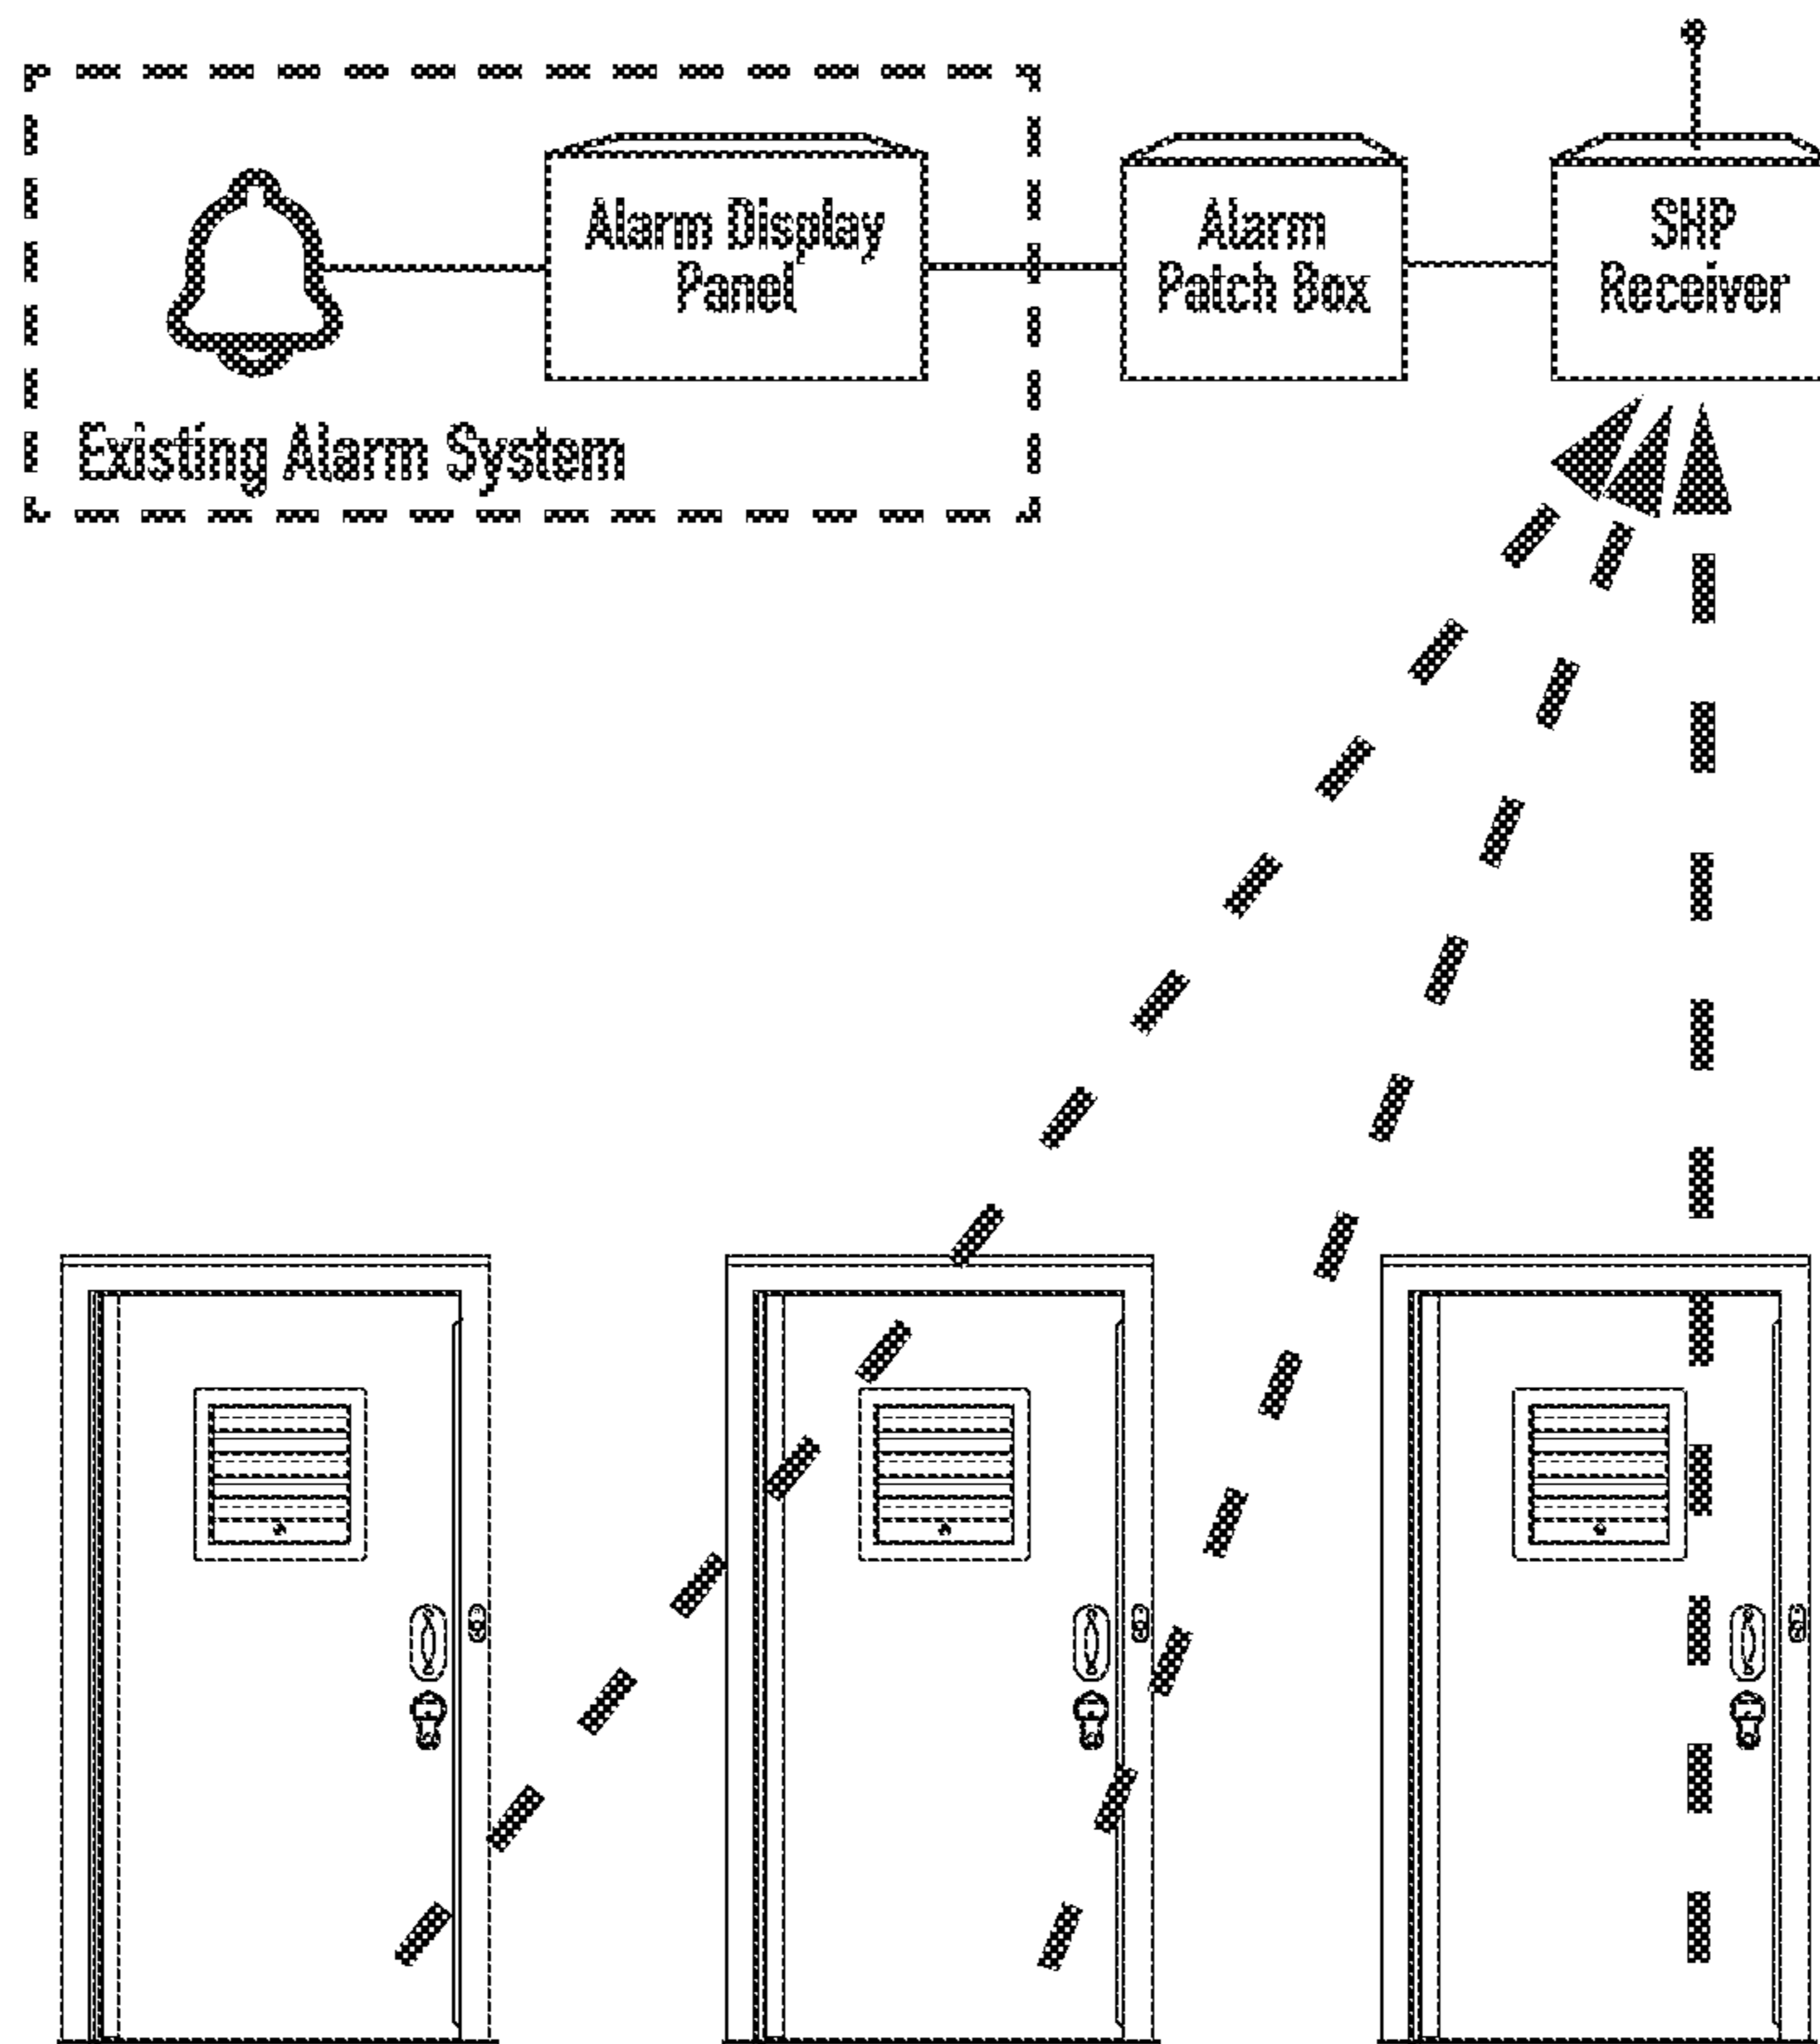 Alarm Display
Panel
Alarm
Patch Box
SHP
Receiver
Existing Alarm System